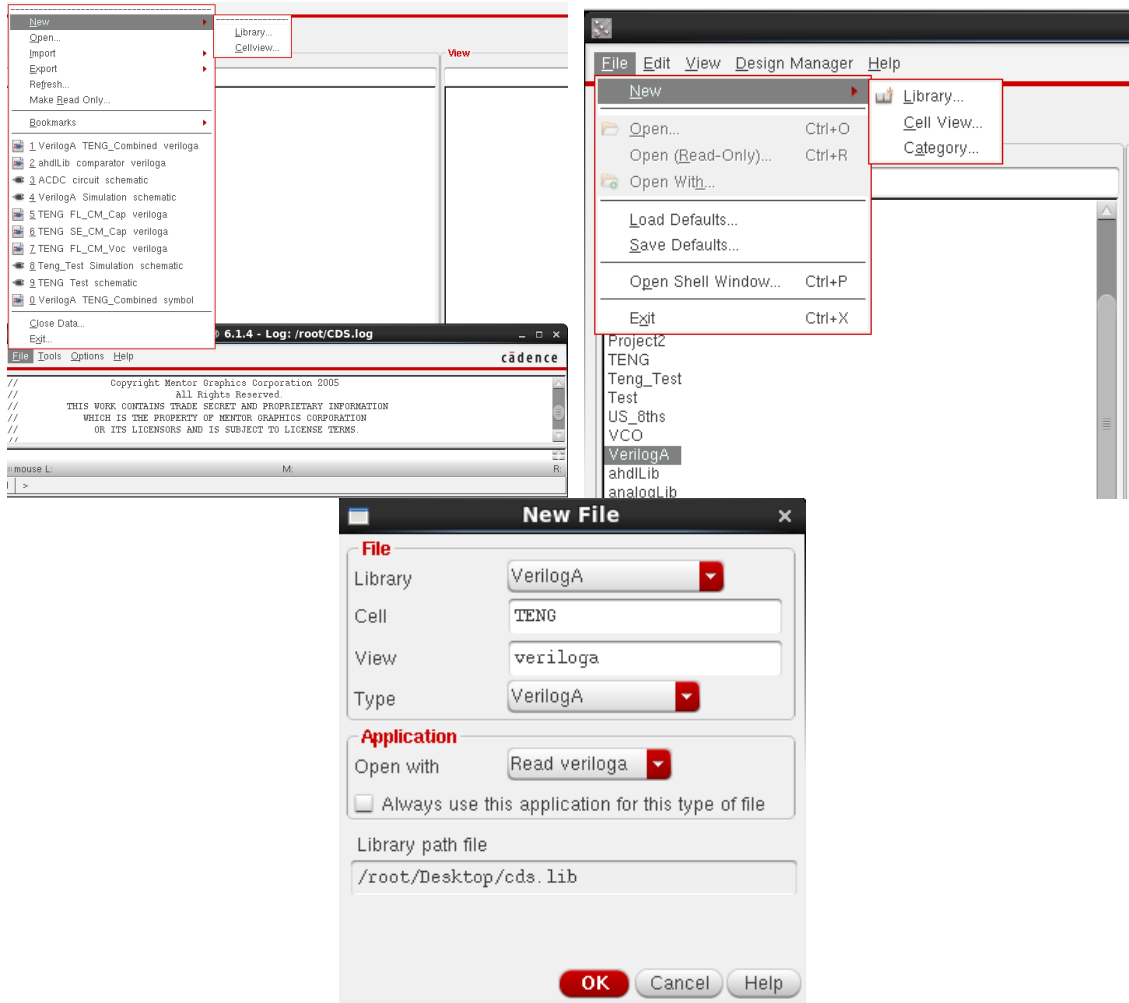 New
Open...
Import
Export
Refresh...
Make Read Only...
Bookmarks
1 VerilogA TENG_Combined veriloga
2 ahdlLib comparator veriloga
3 ACDC circuit schematic
4 VerilogA Simulation schematic
5 TENG FL_CM_Cap veriloga
6 TENG SE_CM_Cap veriloga
7 TENG FL_CM_Voc veriloga
8 Teng_Test Simulation schematic
9 TENG Test schematic
0 VerilogA TENG_Combined symbol
Close Data...
Exit...
Library...
Cellview...
View
6.1.4 - Log: /root/CDS.log
File Tools Options Help
cādence
// Copyright Mentor Graphics Corporation 2005
// All Rights Reserved.
// THIS WORK CONTAINS TRADE SECRET AND PROPRIETARY INFORMATION
// WHICH IS THE PROPERTY OF MENTOR GRAPHICS CORPORATION
// OR ITS LICENSORS AND IS SUBJECT TO LICENSE TERMS.
//
mouse L: M: R:
>
File Edit View Design Manager Help
New
Open... Ctrl+O
Open (Read-Only)... Ctrl+R
Open With...
Load Defaults...
Save Defaults...
Open Shell Window... Ctrl+P
Exit Ctrl+X
Library...
Cell View...
Category...
Project2
TENG
Teng_Test
Test
US_8ths
VCO
VerilogA
ahdlLib
analogLib
New File
File
Library VerilogA
Cell TENG
View veriloga
Type VerilogA
Application
Open with Read veriloga
Always use this application for this type of file
Library path file
/root/Desktop/cds.lib
OK Cancel Help